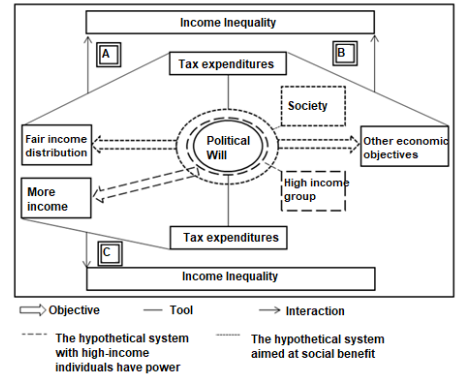 Income Inequality
A
B
Tax expenditures
Society
Fair income
distribution
Political
Will
Other economic
objectives
More
income
High income
group
Tax expenditures
C
Income Inequality
Objective
Tool
Interaction
The hypothetical system
with high-income
individuals have power
The hypothetical system
aimed at social benefit